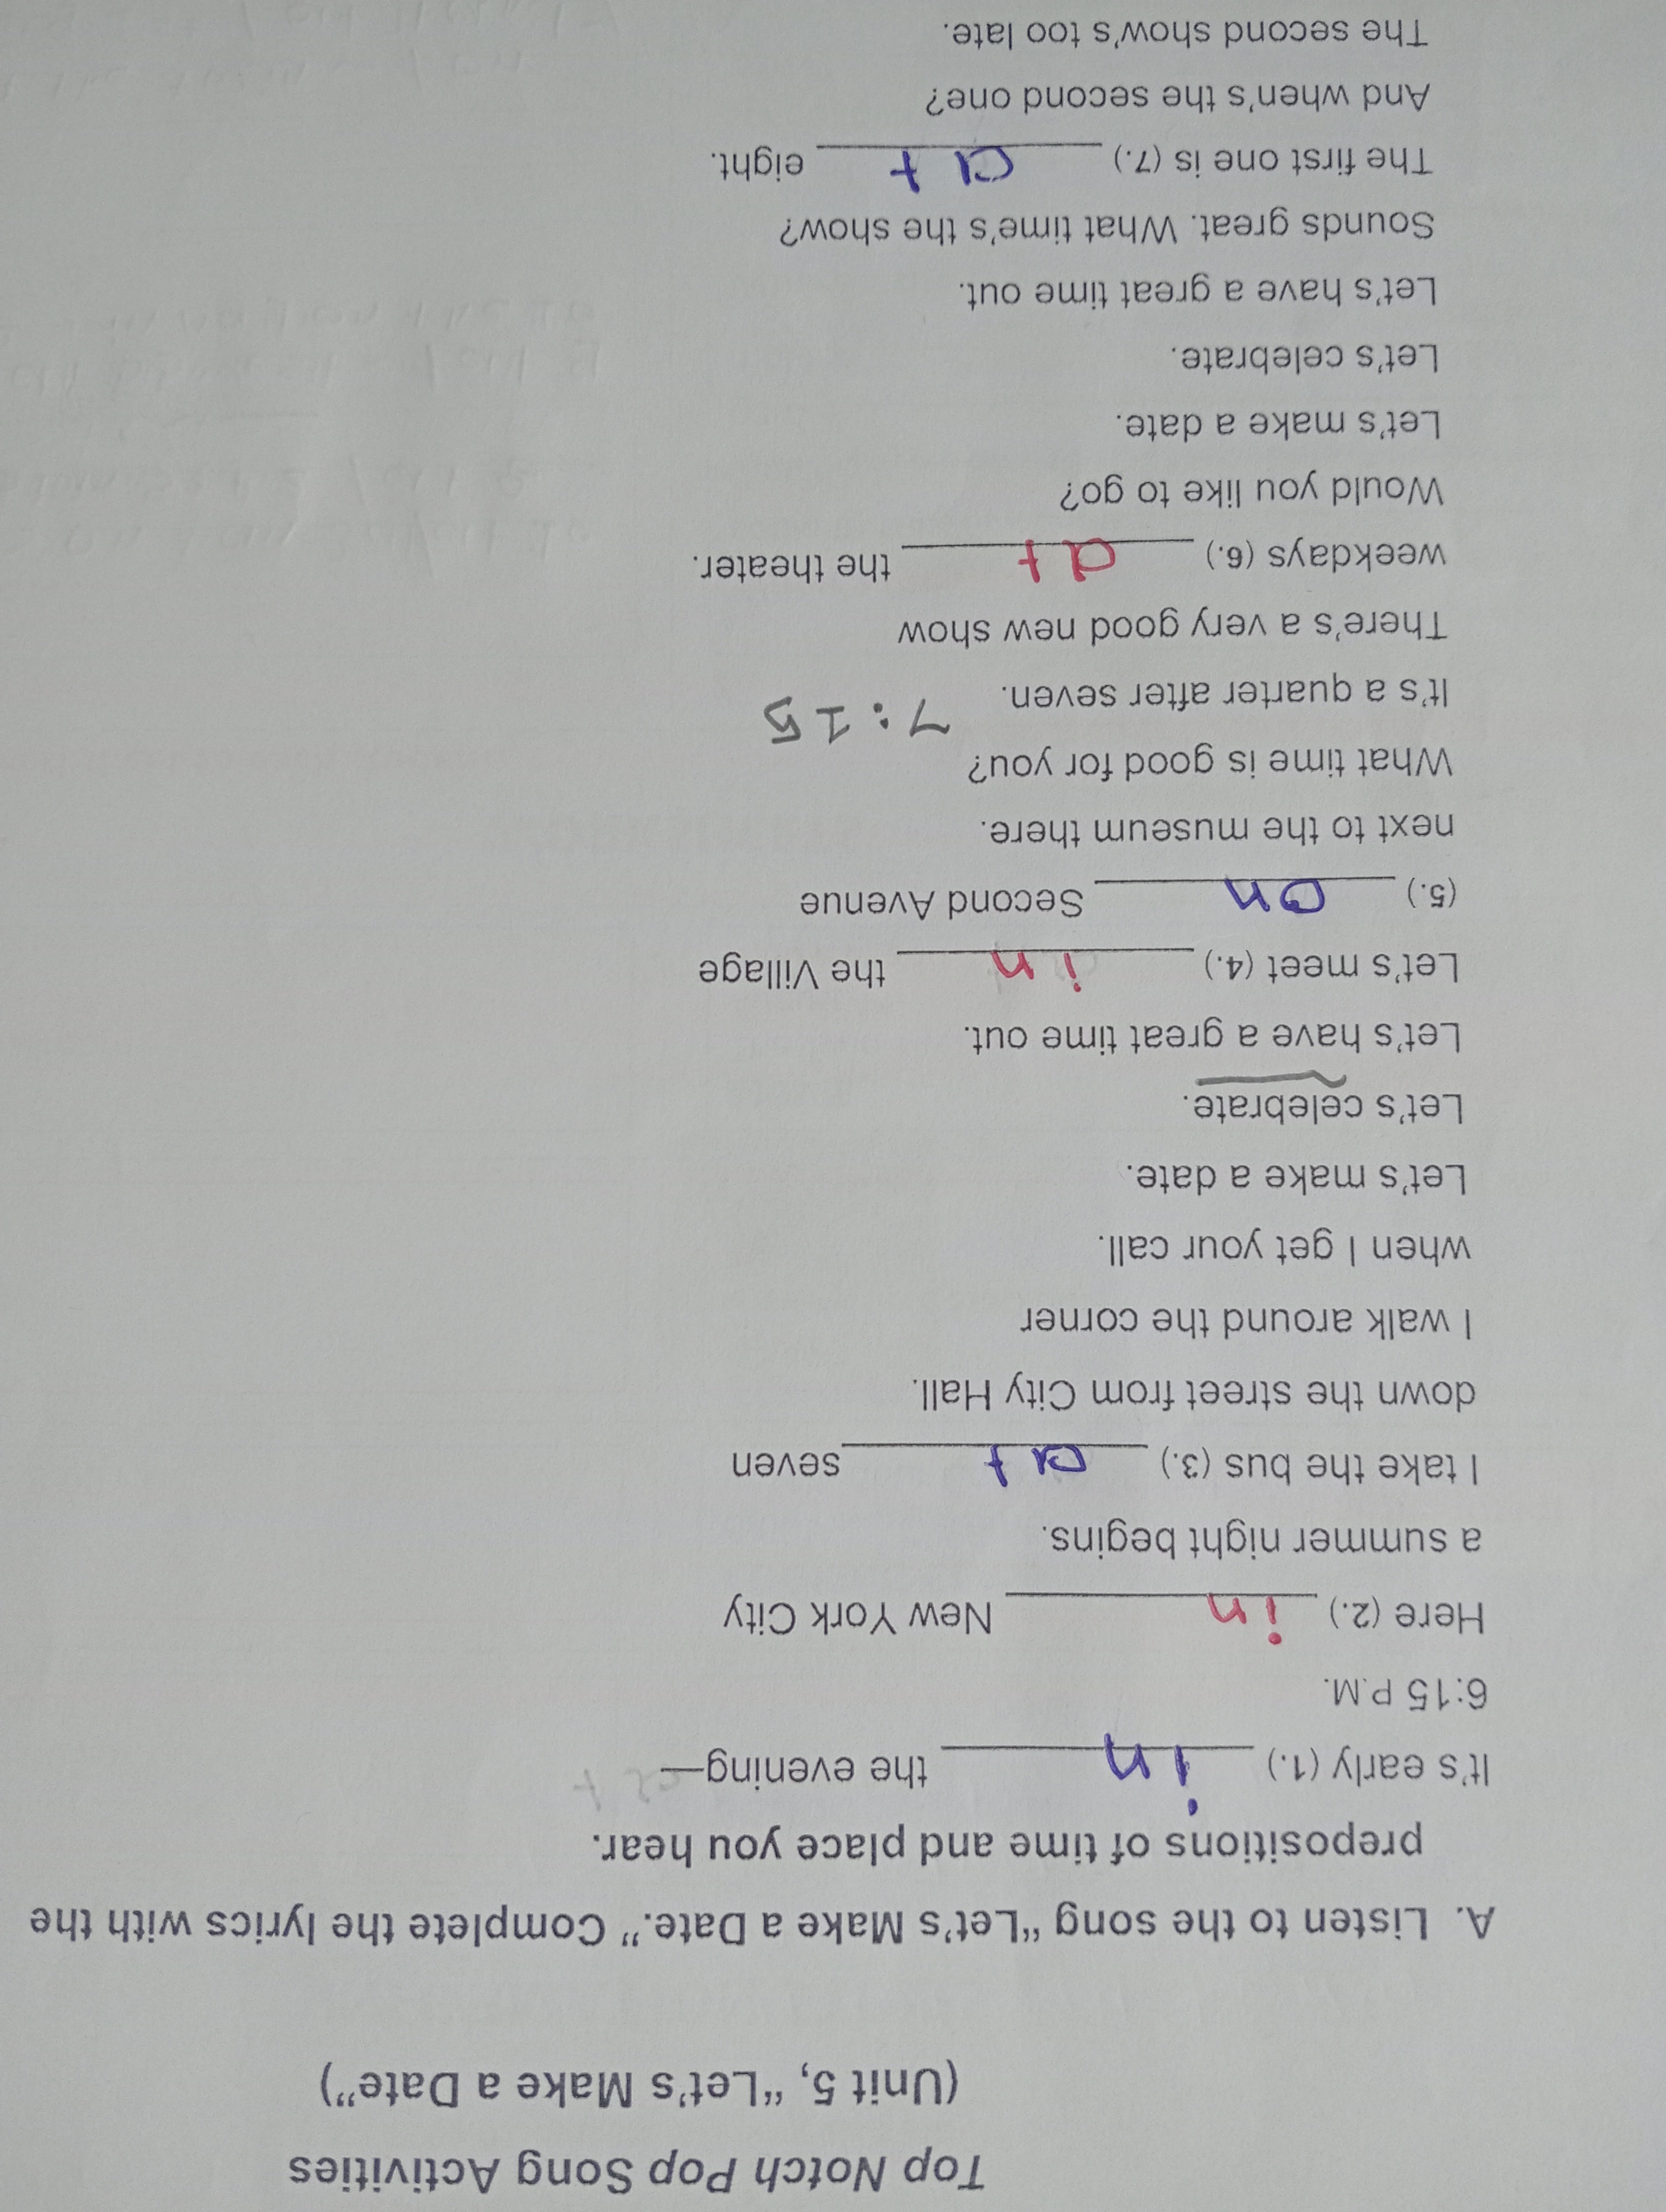 Top Notch Pop Song Activities
(Unit 5, “Let’s Make a Date”)
A. Listen to the song “Let’s Make a Date.” Complete the lyrics with the
prepositions of time and place you hear.
It’s early (1.) in the evening—
6:15 P.M.
Here (2.) in New York City
a summer night begins.
I take the bus (3.) at seven
down the street from City Hall.
I walk around the corner
when I get your call.
Let’s make a date.
Let’s celebrate.
Let’s have a great time out.
Let’s meet (4.) in the Village
(5.) on Second Avenue
next to the museum there.
What time is good for you?
It’s a quarter after seven. 7:15
There’s a very good new show
weekdays (6.) at the theater.
Would you like to go?
Let’s make a date.
Let’s celebrate.
Let’s have a great time out.
Sounds great. What time’s the show?
The first one is (7.) at eight.
And when’s the second one?
The second show’s too late.